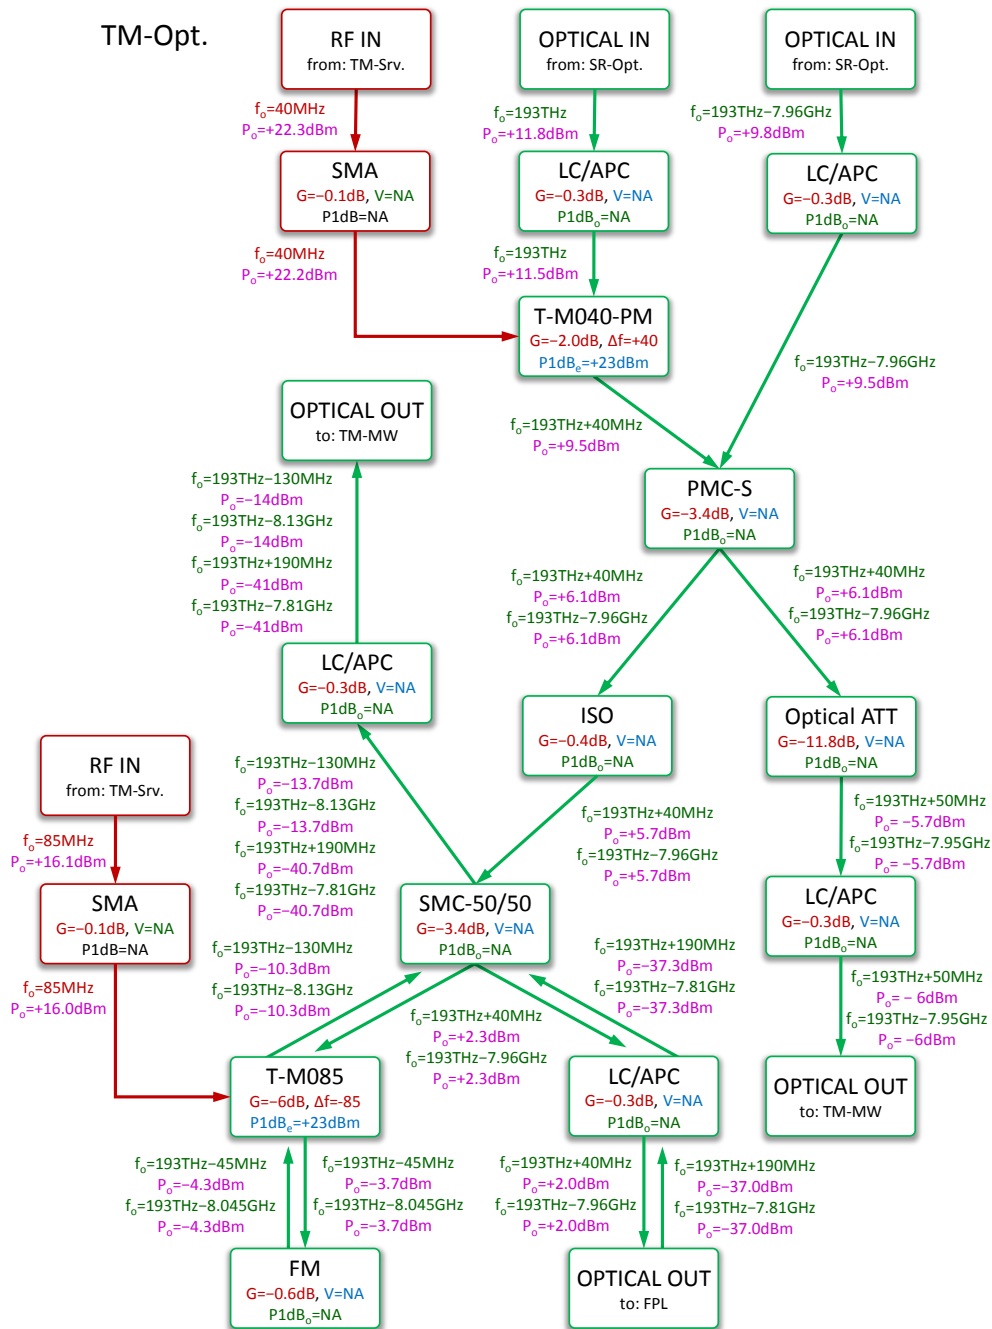 TM-Opt.
RF IN
from: TM-Srv.
OPTICAL IN
from: SR-Opt.
OPTICAL IN
from: SR-Opt.
fo=40MHz
Po=+22.3dBm
fo=193THz
Po=+11.8dBm
fo=193THz−7.96GHz
Po=+9.8dBm
SMA
G=−0.1dB, V=NA
P1dB=NA
LC/APC
G=−0.3dB, V=NA
P1dBo=NA
LC/APC
G=−0.3dB, V=NA
P1dBo=NA
fo=40MHz
Po=+22.2dBm
fo=193THz
Po=+11.5dBm
T-M040-PM
G=−2.0dB, Δf=+40
P1dBe=+23dBm
fo=193THz−7.96GHz
Po=+9.5dBm
OPTICAL OUT
to: TM-MW
fo=193THz+40MHz
Po=+9.5dBm
fo=193THz−130MHz
Po=−14dBm
fo=193THz−8.13GHz
Po=−14dBm
fo=193THz+190MHz
Po=−41dBm
fo=193THz−7.81GHz
Po=−41dBm
PMC-S
G=−3.4dB, V=NA
P1dBo=NA
fo=193THz+40MHz
Po=+6.1dBm
fo=193THz−7.96GHz
Po=+6.1dBm
fo=193THz+40MHz
Po=+6.1dBm
fo=193THz−7.96GHz
Po=+6.1dBm
LC/APC
G=−0.3dB, V=NA
P1dBo=NA
ISO
G=−0.4dB, V=NA
P1dBo=NA
Optical ATT
G=−11.8dB, V=NA
P1dBo=NA
RF IN
from: TM-Srv.
fo=193THz−130MHz
Po=−13.7dBm
fo=193THz−8.13GHz
Po=−13.7dBm
fo=193THz+190MHz
Po=−40.7dBm
fo=193THz−7.81GHz
Po=−40.7dBm
fo=193THz+40MHz
Po=+5.7dBm
fo=193THz−7.96GHz
Po=+5.7dBm
fo=193THz+50MHz
Po= −5.7dBm
fo=193THz−7.95GHz
Po= −5.7dBm
fo=85MHz
Po=+16.1dBm
SMA
G=−0.1dB, V=NA
P1dB=NA
SMC-50/50
G=−3.4dB, V=NA
P1dBo=NA
LC/APC
G=−0.3dB, V=NA
P1dBo=NA
fo=85MHz
Po=+16.0dBm
fo=193THz−130MHz
Po=−10.3dBm
fo=193THz−8.13GHz
Po=−10.3dBm
fo=193THz+190MHz
Po=−37.3dBm
fo=193THz−7.81GHz
Po=−37.3dBm
fo=193THz+40MHz
Po=+2.3dBm
fo=193THz−7.96GHz
Po=+2.3dBm
fo=193THz+50MHz
Po= − 6dBm
fo=193THz−7.95GHz
Po= −6dBm
T-M085
G=−6dB, Δf=-85
P1dBe=+23dBm
LC/APC
G=−0.3dB, V=NA
P1dBo=NA
OPTICAL OUT
to: TM-MW
fo=193THz−45MHz
Po=−4.3dBm
fo=193THz−8.045GHz
Po=−4.3dBm
fo=193THz−45MHz
Po=−3.7dBm
fo=193THz−8.045GHz
Po=−3.7dBm
fo=193THz+40MHz
Po=+2.0dBm
fo=193THz−7.96GHz
Po=+2.0dBm
fo=193THz+190MHz
Po=−37.0dBm
fo=193THz−7.81GHz
Po=−37.0dBm
FM
G=−0.6dB, V=NA
P1dBo=NA
OPTICAL OUT
to: FPL